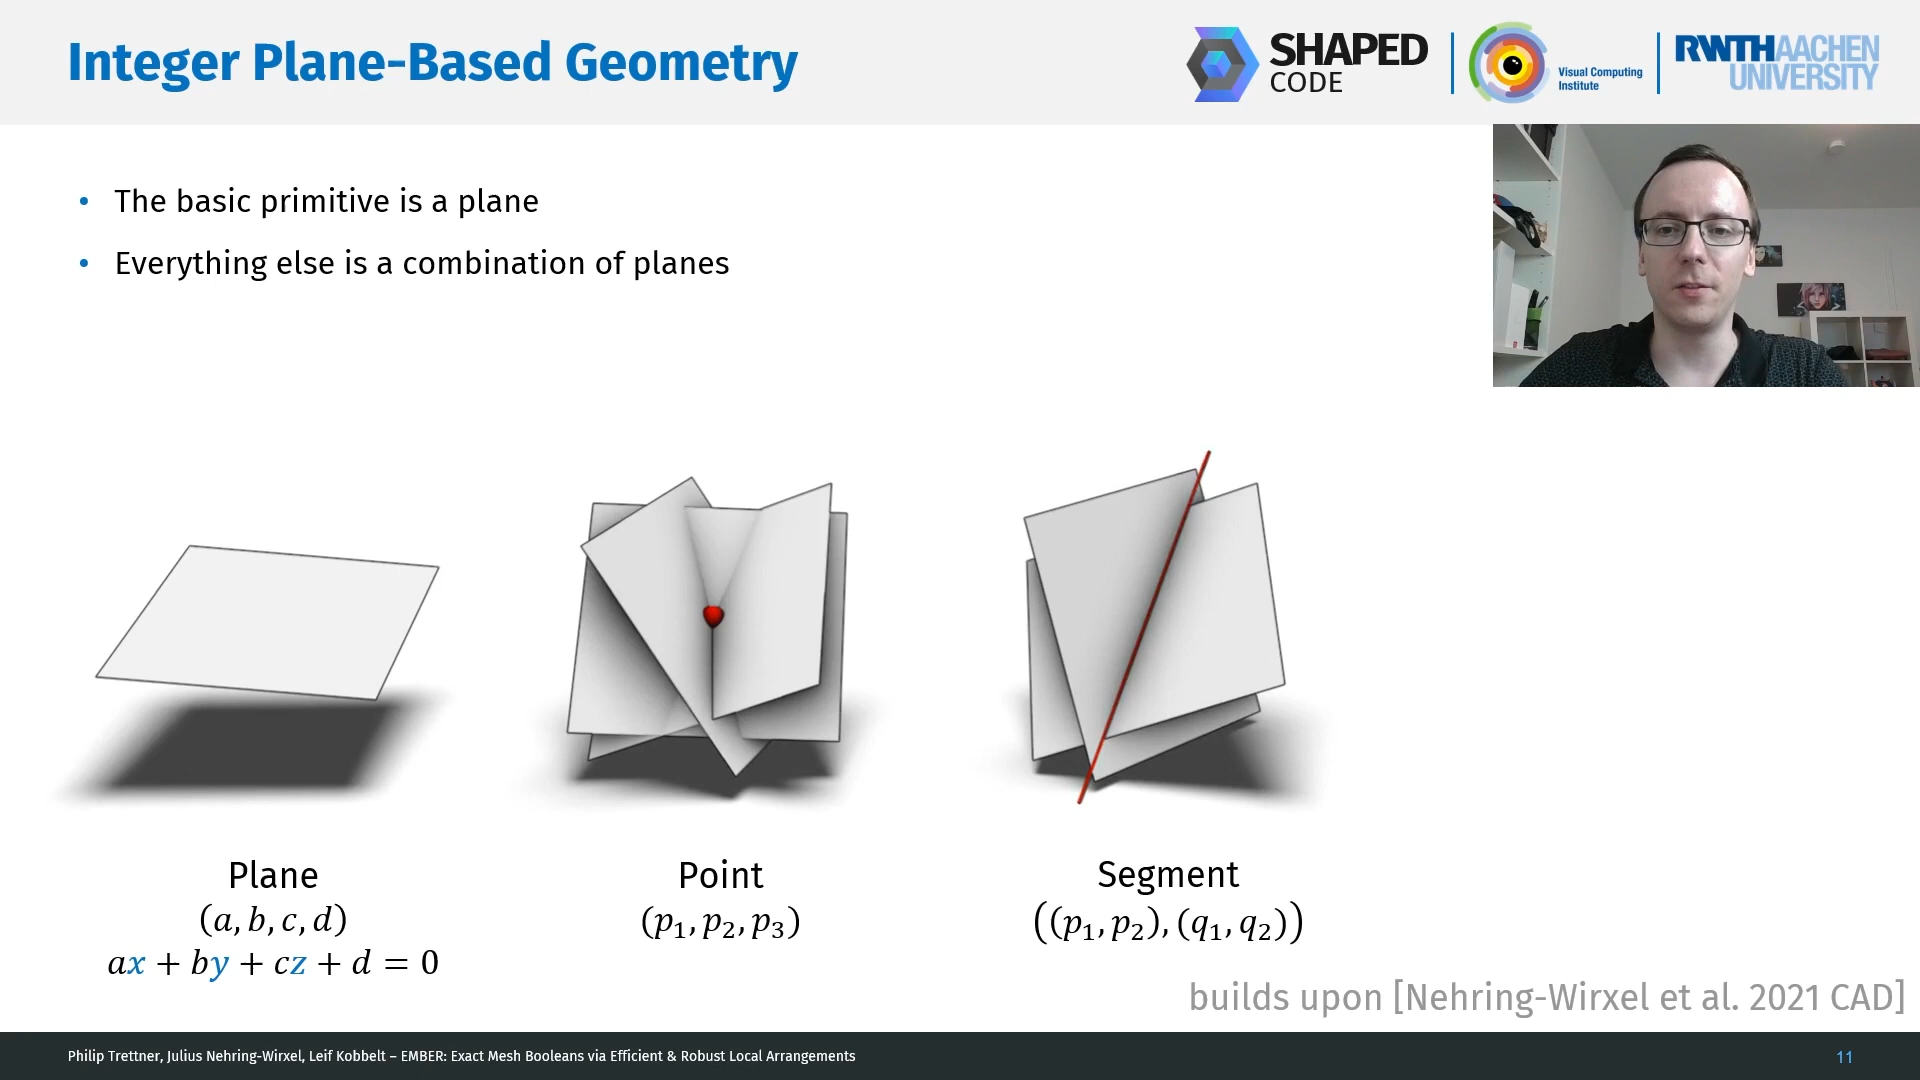 Integer Plane-Based Geometry
SHAPED
CODE
Visual Computing
Institute
RWTHAACHEN
UNIVERSITY
• The basic primitive is a plane
• Everything else is a combination of planes
Plane
(a, b, c, d)
ax + by + cz + d = 0
Point
(p₁, p₂, p₃)
Segment
((p₁, p₂), (q₁, q₂))
builds upon [Nehring-Wirxel et al. 2021 CAD]
Philip Trettner, Julius Nehring-Wirxel, Leif Kobbelt – EMBER: Exact Mesh Booleans via Efficient & Robust Local Arrangements
11